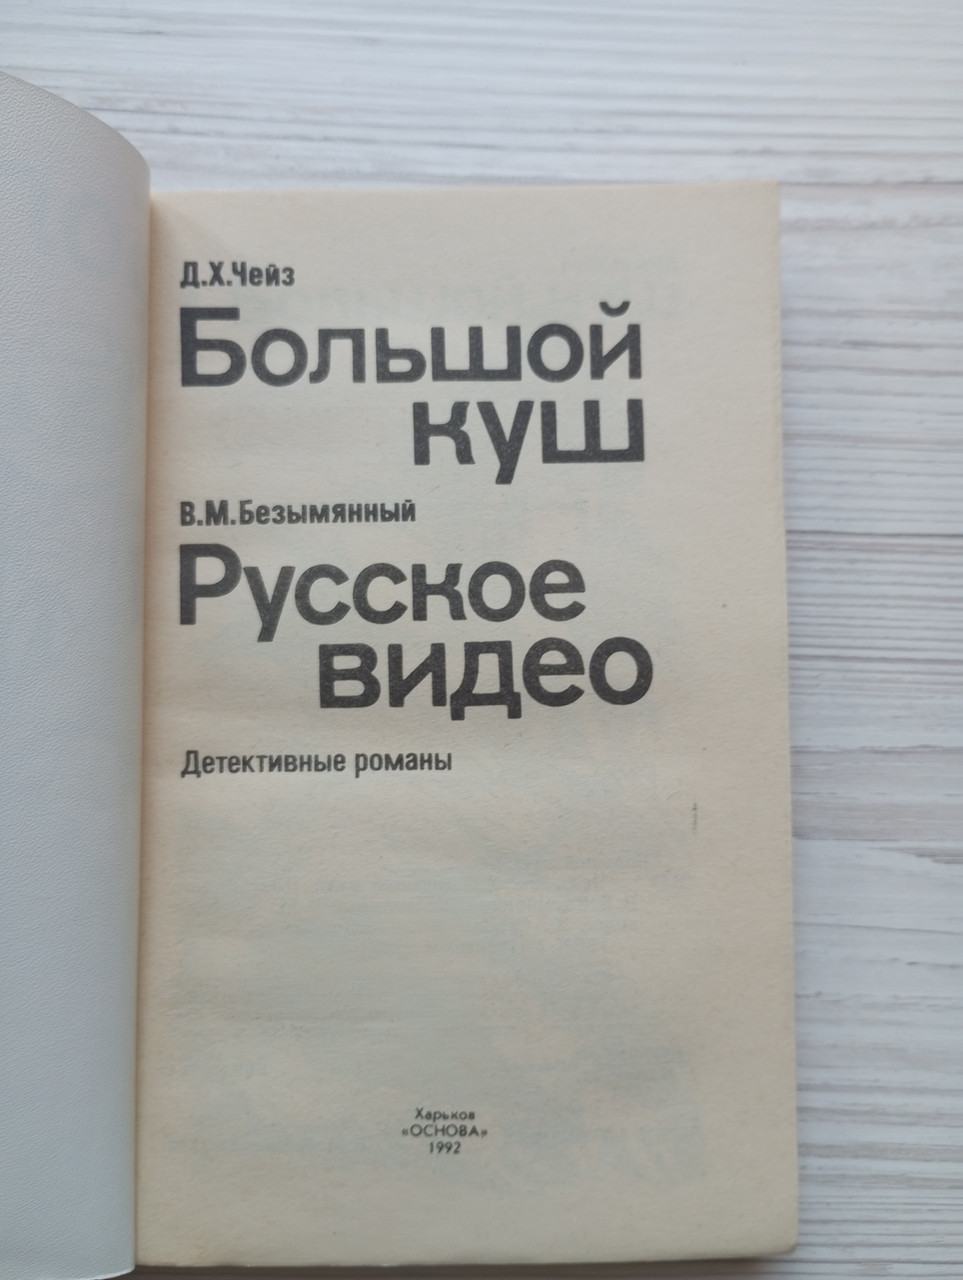 Д.Х.Чейз
Большой
куш
В.М.Безымянный
Русское
видео
Детективные романы
Харьков
«ОСНОВА»
1992